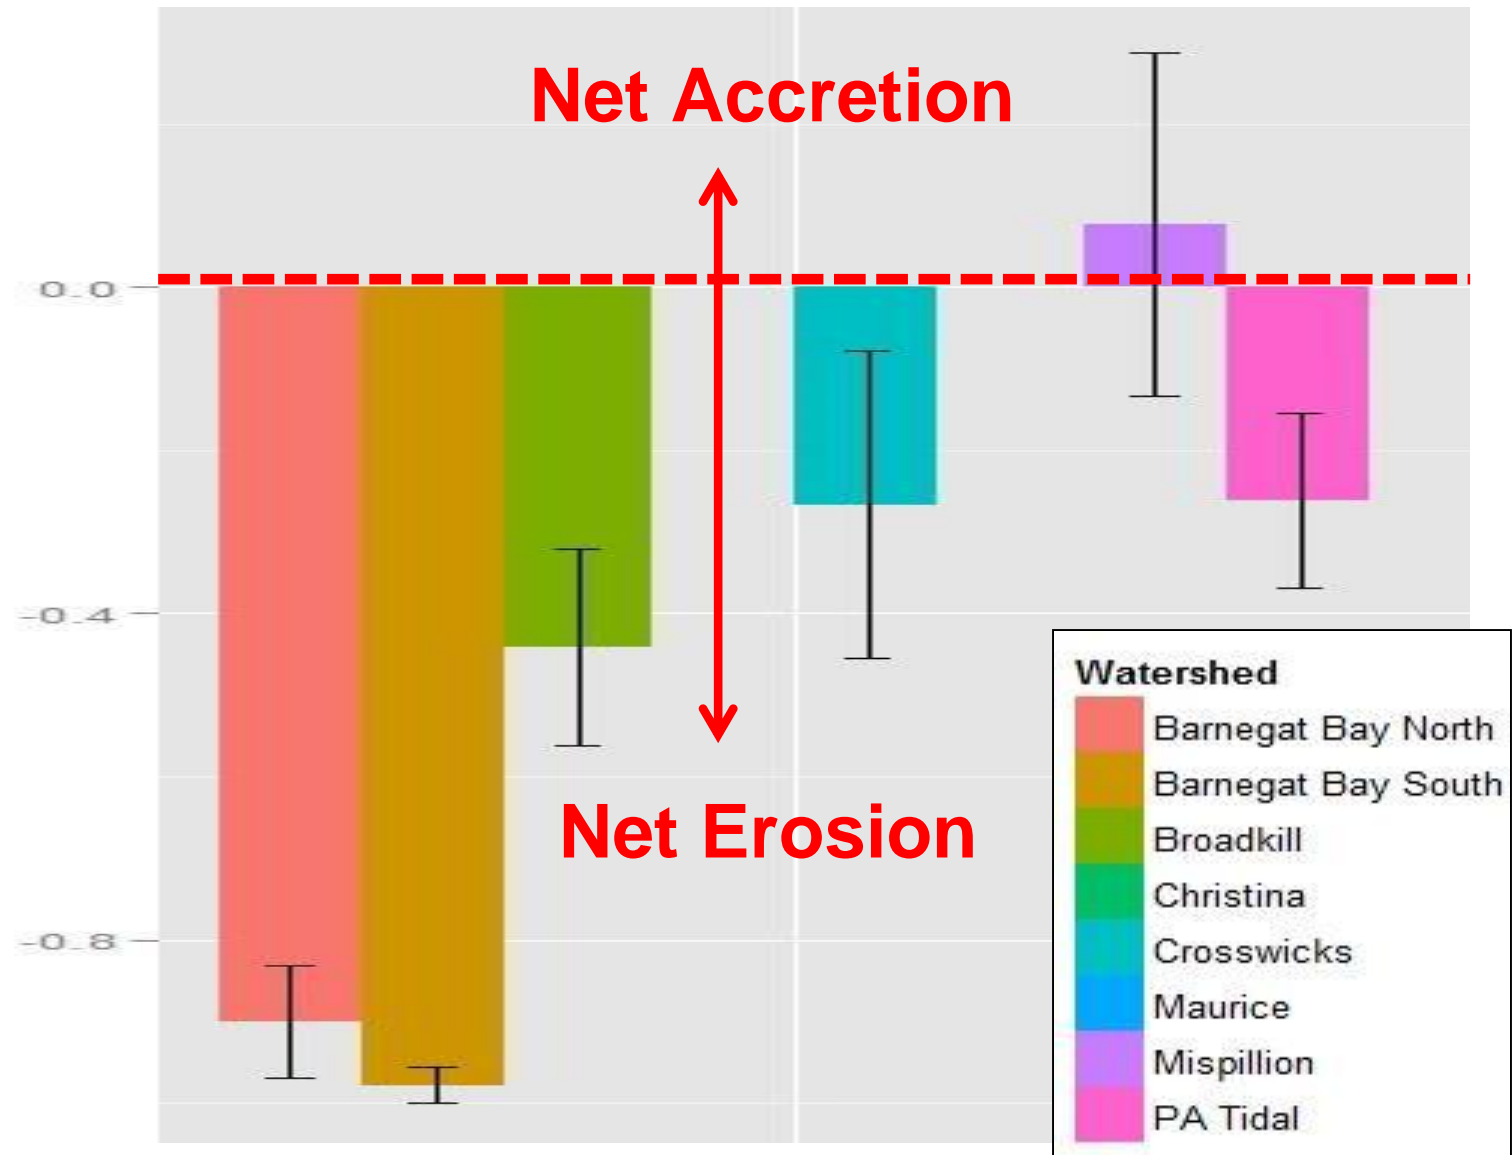 Net Accretion
0.0
-0.4
Net Erosion
-0.8
Watershed
Barnegat Bay North
Barnegat Bay South
Broadkill
Christina
Crosswicks
Maurice
Mispillion
PA Tidal